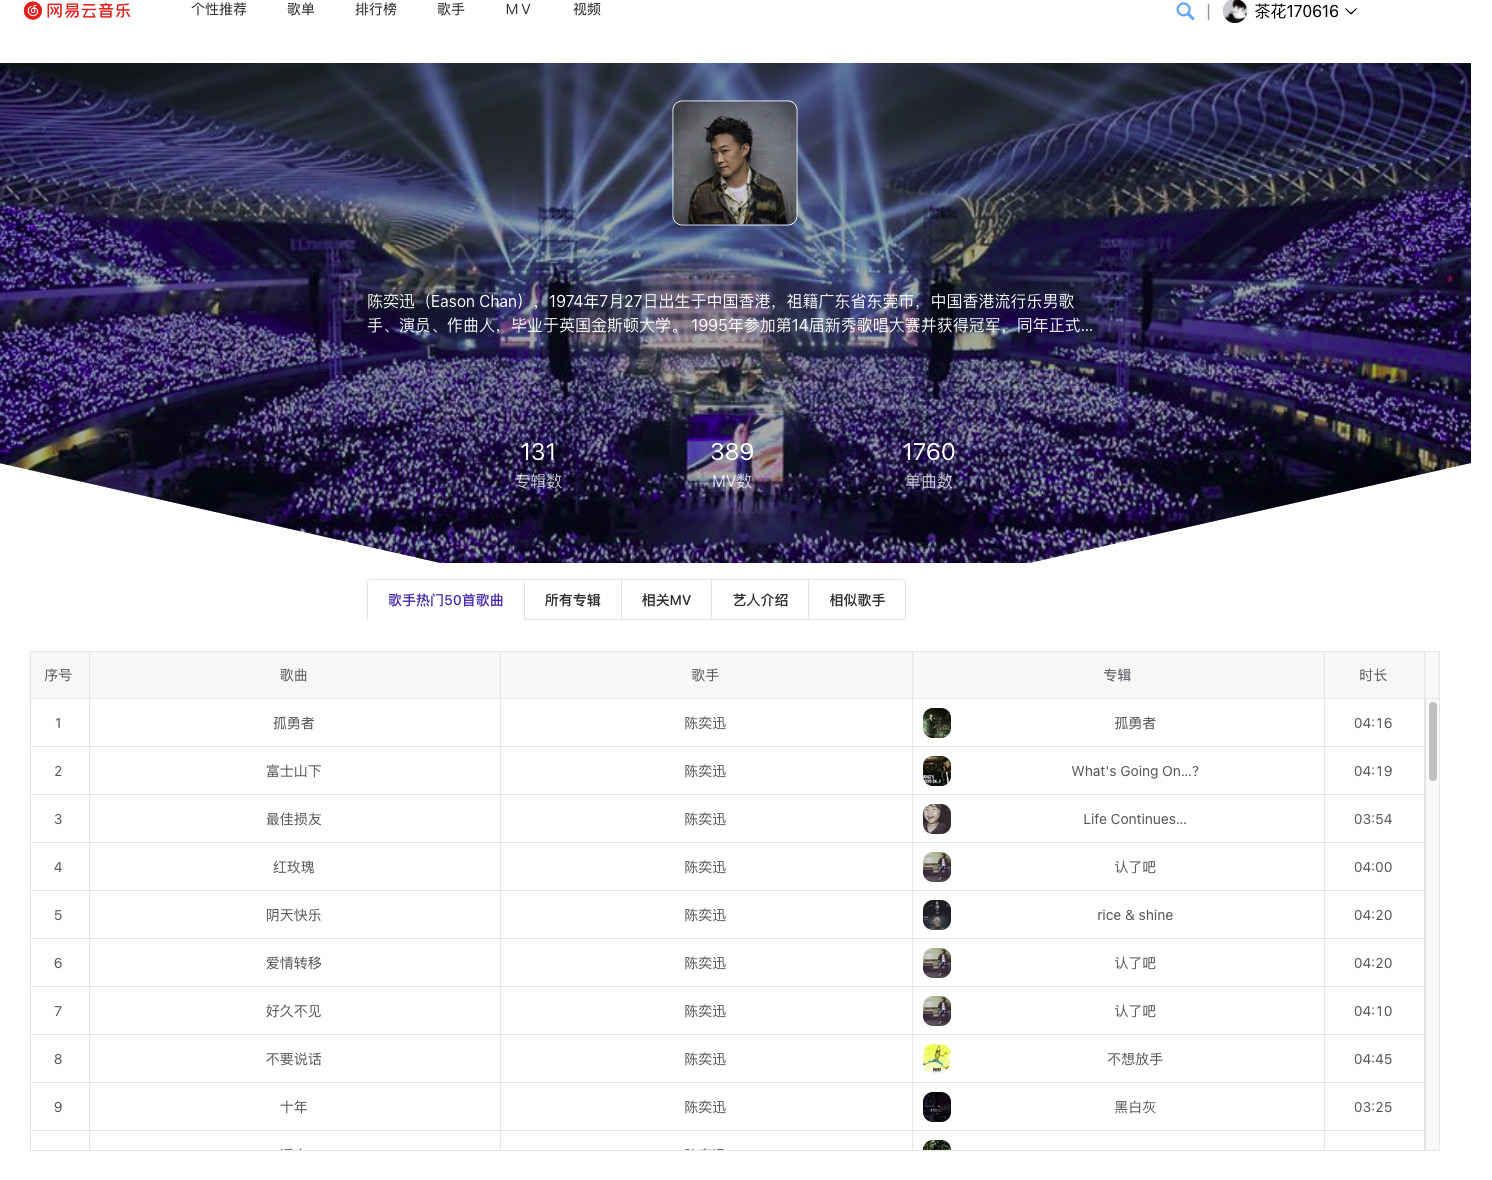 网易云音乐 个性推荐 歌单 排行榜 歌手 M V 视频 | 茶花170616
陈奕迅（Eason Chan），1974年7月27日出生于中国香港，祖籍广东省东莞市，中国香港流行乐男歌
手、演员、作曲人，毕业于英国金斯顿大学。 1995年参加第14届新秀歌唱大赛并获得冠军，同年正式...
131 389 1760
专辑数 MV数 单曲数
歌手热门50首歌曲 所有专辑 相关MV 艺人介绍 相似歌手
序号 歌曲 歌手 专辑 时长
1 孤勇者 陈奕迅 孤勇者 04:16
2 富士山下 陈奕迅 What's Going On…? 04:19
3 最佳损友 陈奕迅 Life Continues… 03:54
4 红玫瑰 陈奕迅 认了吧 04:00
5 阴天快乐 陈奕迅 rice & shine 04:20
6 爱情转移 陈奕迅 认了吧 04:20
7 好久不见 陈奕迅 认了吧 04:10
8 不要说话 陈奕迅 不想放手 04:45
9 十年 陈奕迅 黑白灰 03:25